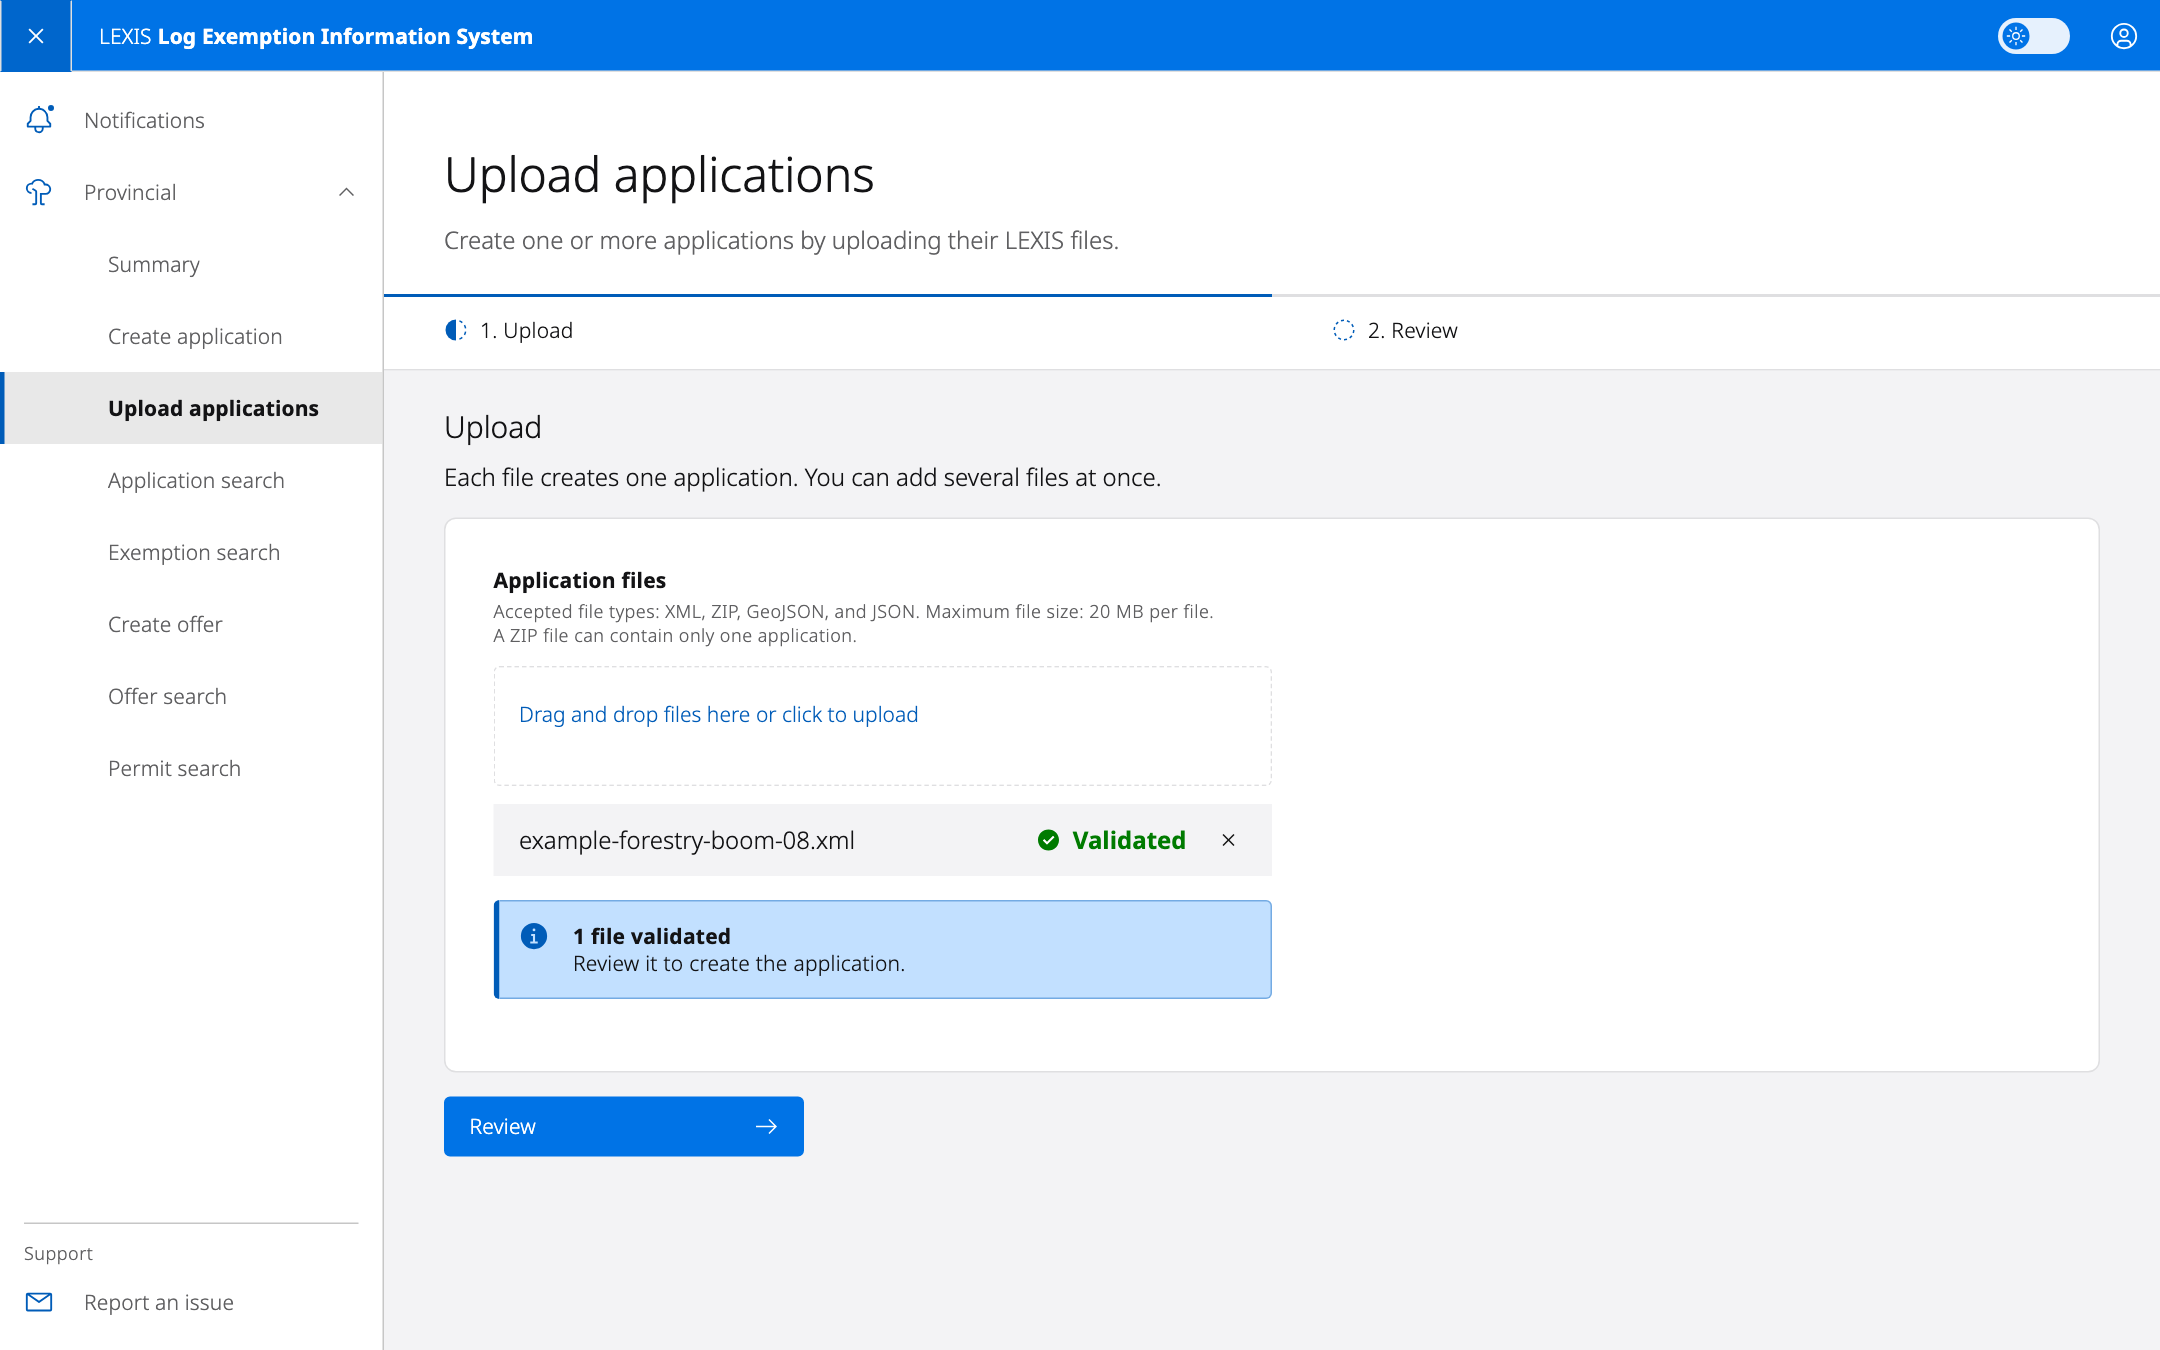 LEXIS Log Exemption Information System
Notifications
Provincial
Summary
Create application
Upload applications
Application search
Exemption search
Create offer
Offer search
Permit search
Support
Report an issue
Upload applications
Create one or more applications by uploading their LEXIS files.
1. Upload
2. Review
Upload
Each file creates one application. You can add several files at once.
Application files
Accepted file types: XML, ZIP, GeoJSON, and JSON. Maximum file size: 20 MB per file.
A ZIP file can contain only one application.
Drag and drop files here or click to upload
example-forestry-boom-08.xml
Validated
1 file validated
Review it to create the application.
Review